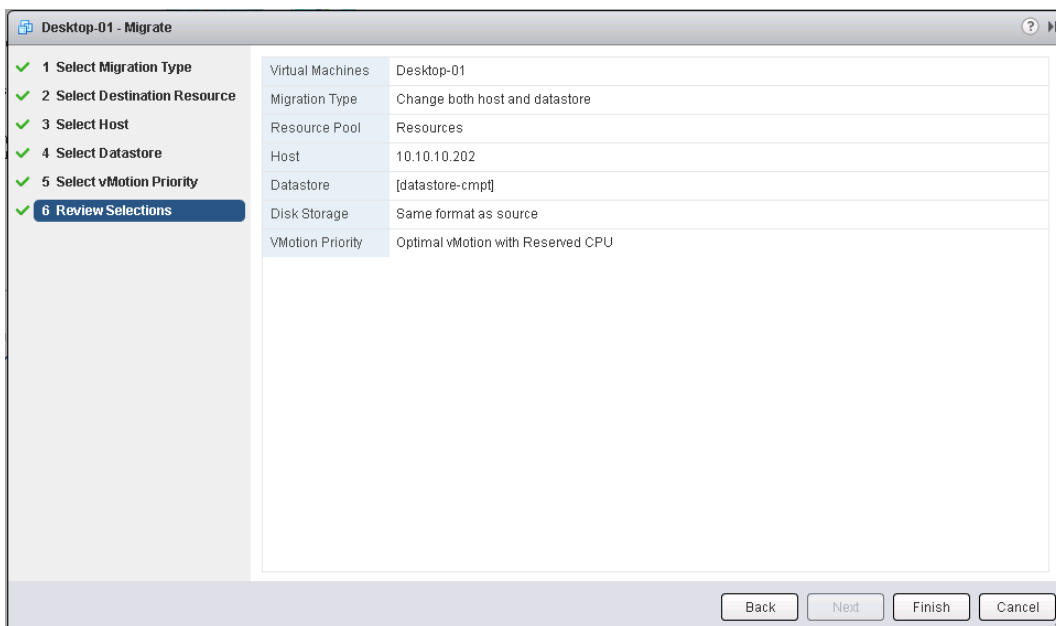 Desktop-01 - Migrate
?
1 Select Migration Type
2 Select Destination Resource
3 Select Host
4 Select Datastore
5 Select vMotion Priority
6 Review Selections
Virtual Machines Desktop-01
Migration Type Change both host and datastore
Resource Pool Resources
Host 10.10.10.202
Datastore [datastore-cmpt]
Disk Storage Same format as source
VMotion Priority Optimal vMotion with Reserved CPU
Back Next Finish Cancel